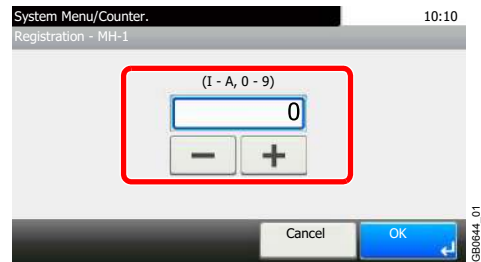 System Menu/Counter.
10:10
Registration - MH-1
(I - A, 0 - 9)
0
− +
Cancel
OK
GB0644_01